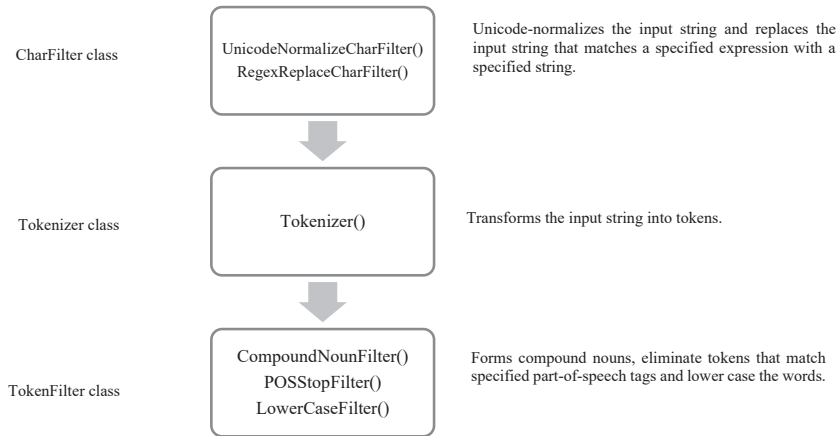 CharFilter class
UnicodeNormalizeCharFilter()
RegexReplaceCharFilter()
Unicode-normalizes the input string and replaces the
input string that matches a specified expression with a
specified string.
Tokenizer class
Tokenizer()
Transforms the input string into tokens.
TokenFilter class
CompoundNounFilter()
POSStopFilter()
LowerCaseFilter()
Forms compound nouns, eliminate tokens that match
specified part-of-speech tags and lower case the words.